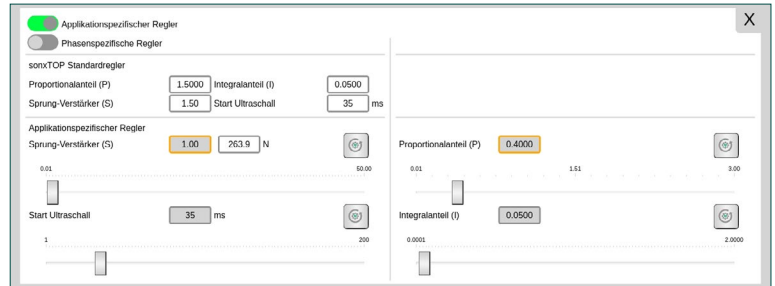 X
Applikationspezifischer Regler
Phasenspezifische Regler
sonxTOP Standardregler
Proportionalanteil (P) 1.5000 Integralanteil (I) 0.0500
Sprung-Verstärker (S) 1.50 Start Ultraschall 35 ms
Applikationspezifischer Regler
Sprung-Verstärker (S) 1.00 263.9 N
0.01 50.00
Start Ultraschall 35 ms
1 200
Proportionalanteil (P) 0.4000
0.01 1.51 3.00
Integralanteil (I) 0.0500
0.0001 2.0000